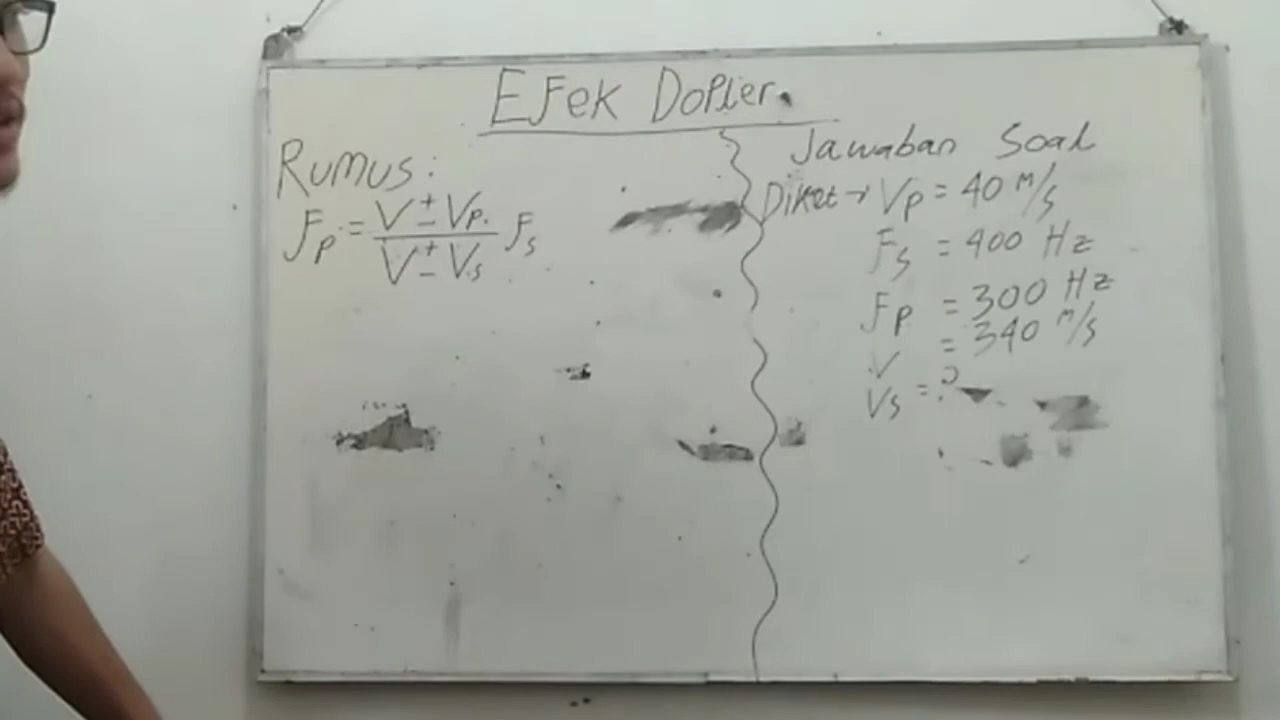 EFek Dopler.
Rumus:
Fp = V ± Vp. / V ± Vs Fs
Jawaban Soal
Diket → Vp = 40 m/s
Fs = 400 Hz
Fp = 300 Hz
V = 340 m/s
Vs = ?